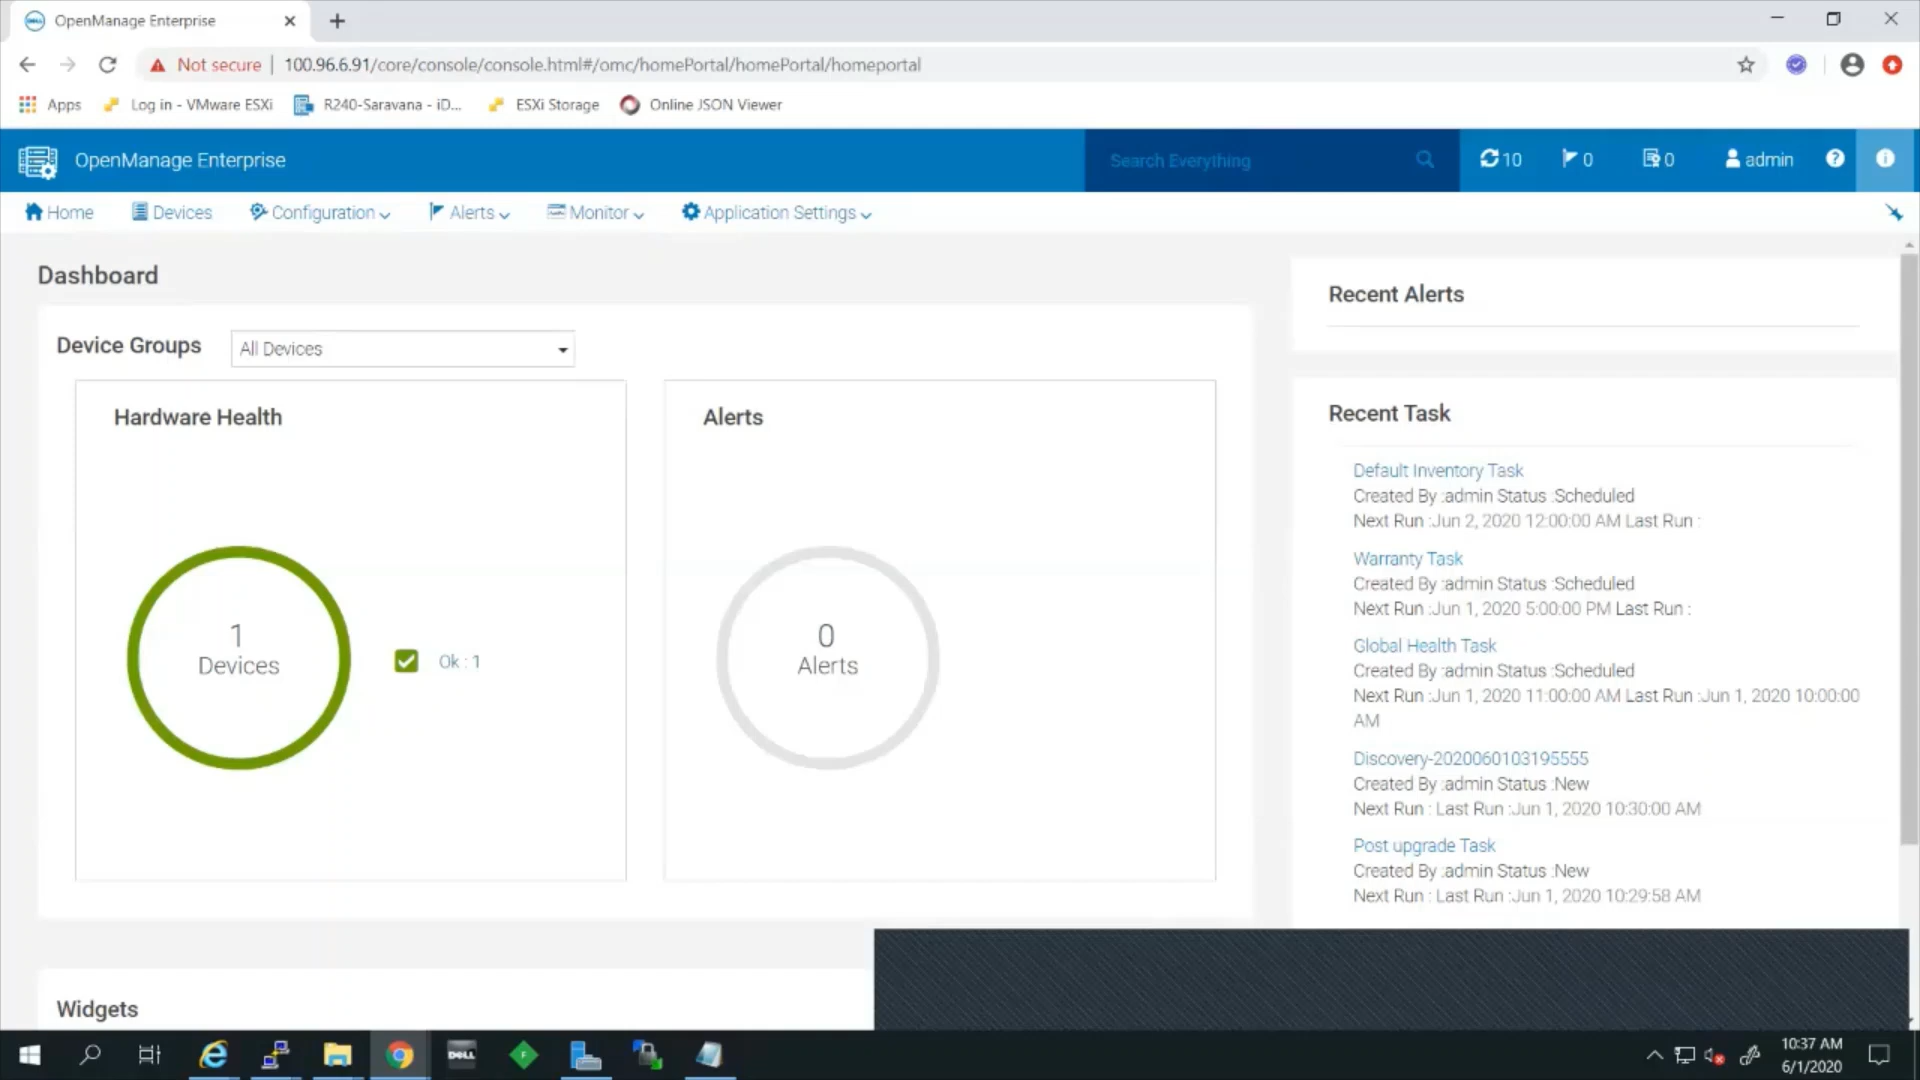 OpenManage Enterprise
Not secure | 100.96.6.91/core/console/console.html#/omc/homePortal/homePortal/homeportal
Apps Log in - VMware ESXi R240-Saravana - iD... ESXi Storage Online JSON Viewer
OpenManage Enterprise Search Everything 10 0 0 admin ?
Home Devices Configuration Alerts Monitor Application Settings
Dashboard
Device Groups All Devices
Hardware Health
1
Devices
Ok : 1
Alerts
0
Alerts
Recent Alerts
Recent Task
Default Inventory Task
Created By :admin Status :Scheduled
Next Run :Jun 2, 2020 12:00:00 AM Last Run :
Warranty Task
Created By :admin Status :Scheduled
Next Run :Jun 1, 2020 5:00:00 PM Last Run :
Global Health Task
Created By :admin Status :Scheduled
Next Run :Jun 1, 2020 11:00:00 AM Last Run :Jun 1, 2020 10:00:00
AM
Discovery-2020060103195555
Created By :admin Status :New
Next Run : Last Run :Jun 1, 2020 10:30:00 AM
Post upgrade Task
Created By :admin Status :New
Next Run : Last Run :Jun 1, 2020 10:29:58 AM
Widgets
DELL
F
10:37 AM
6/1/2020